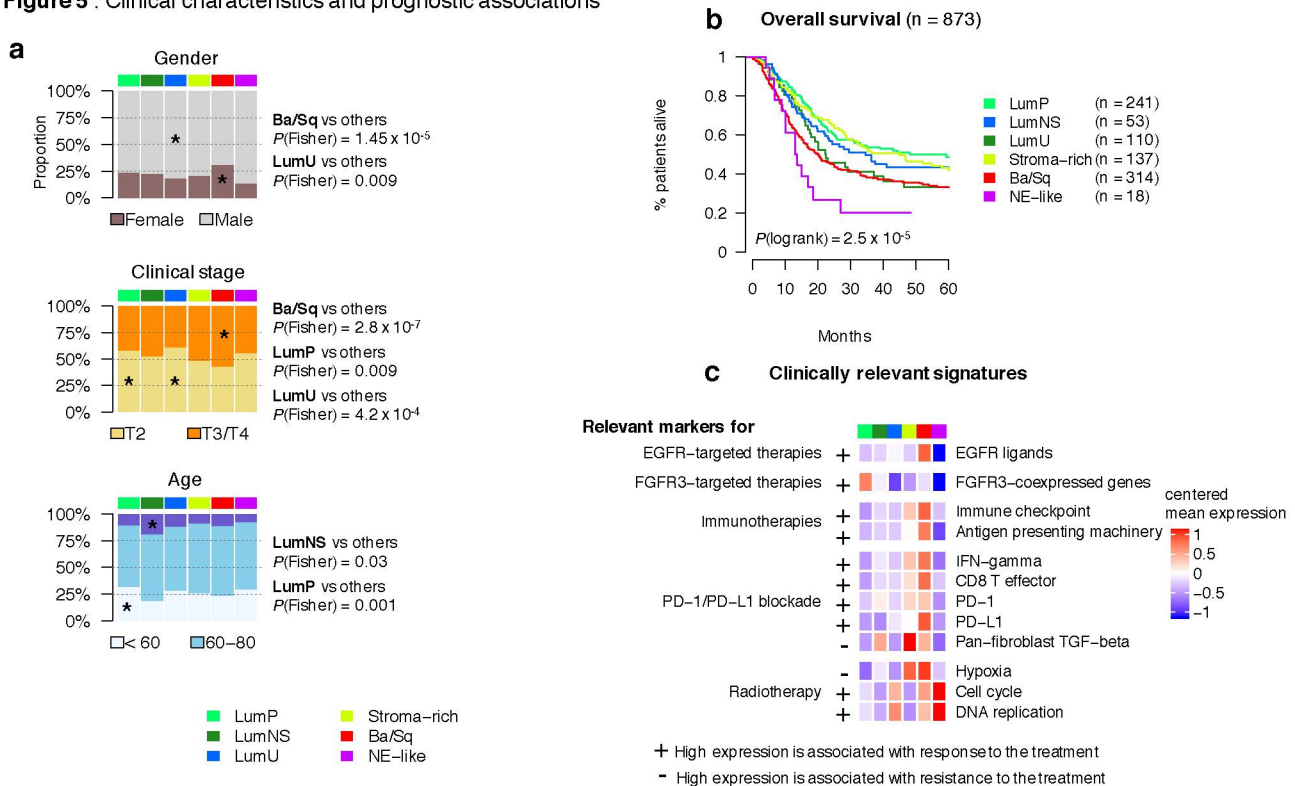 Figure 5 . Clinical characteristics and prognostic associations
a
Gender
100%
75%
50%
25%
0%
Proportion
Ba/Sq vs others
P(Fisher) = 1.45 x 10-5
LumU vs others
P(Fisher) = 0.009
Female Male
Clinical stage
100%
75%
50%
25%
0%
Ba/Sq vs others
P(Fisher) = 2.8 x 10-7
LumP vs others
P(Fisher) = 0.009
LumU vs others
P(Fisher) = 4.2 x 10-4
T2 T3/T4
Age
100%
75%
50%
25%
0%
LumNS vs others
P(Fisher) = 0.03
LumP vs others
P(Fisher) = 0.001
< 60 60−80
LumP
LumNS
LumU
Stroma−rich
Ba/Sq
NE−like
b
Overall survival (n = 873)
1
0.8
0.6
0.4
0.2
0
% patients alive
P(logrank) = 2.5 x 10-5
0 10 20 30 40 50 60
Months
LumP (n = 241)
LumNS (n = 53)
LumU (n = 110)
Stroma−rich (n = 137)
Ba/Sq (n = 314)
NE−like (n = 18)
c
Clinically relevant signatures
Relevant markers for
EGFR−targeted therapies + EGFR ligands
FGFR3−targeted therapies + FGFR3−coexpressed genes
Immunotherapies
+ Immune checkpoint
+ Antigen presenting machinery
PD−1/PD−L1 blockade
+ IFN−gamma
+ CD8 T effector
+ PD−1
+ PD−L1
- Pan−fibroblast TGF−beta
Radiotherapy
- Hypoxia
+ Cell cycle
+ DNA replication
centered
mean expression
1
0.5
0
−0.5
−1
+ High expression is associated with response to the treatment
- High expression is associated with resistance to the treatment